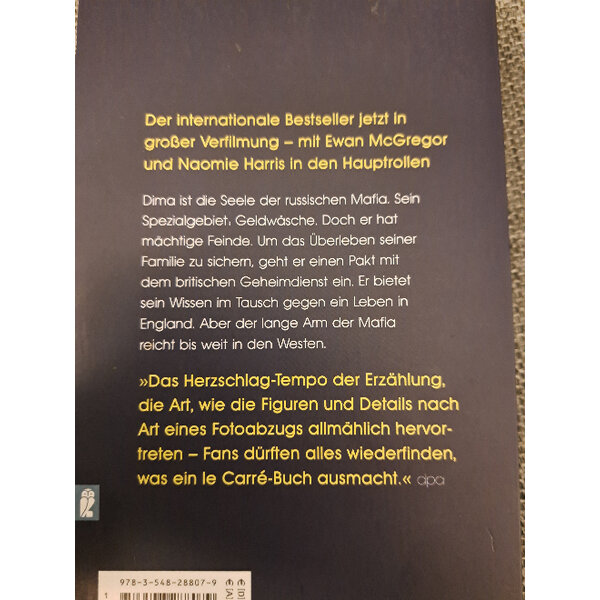 Der internationale Bestseller jetzt in
großer Verfilmung – mit Ewan McGregor
und Naomie Harris in den Hauptrollen
Dima ist die Seele der russischen Mafia. Sein
Spezialgebiet: Geldwäsche. Doch er hat
mächtige Feinde. Um das Überleben seiner
Familie zu sichern, geht er einen Pakt mit
dem britischen Geheimdienst ein. Er bietet
sein Wissen im Tausch gegen ein Leben in
England. Aber der lange Arm der Mafia
reicht bis weit in den Westen.
»Das Herzschlag-Tempo der Erzählung,
die Art, wie die Figuren und Details nach
Art eines Fotoabzugs allmählich hervor-
treten – Fans dürften alles wiederfinden,
was ein le Carré-Buch ausmacht.« dpa
978-3-548-28807-9
€ [D]
€ [A]
1